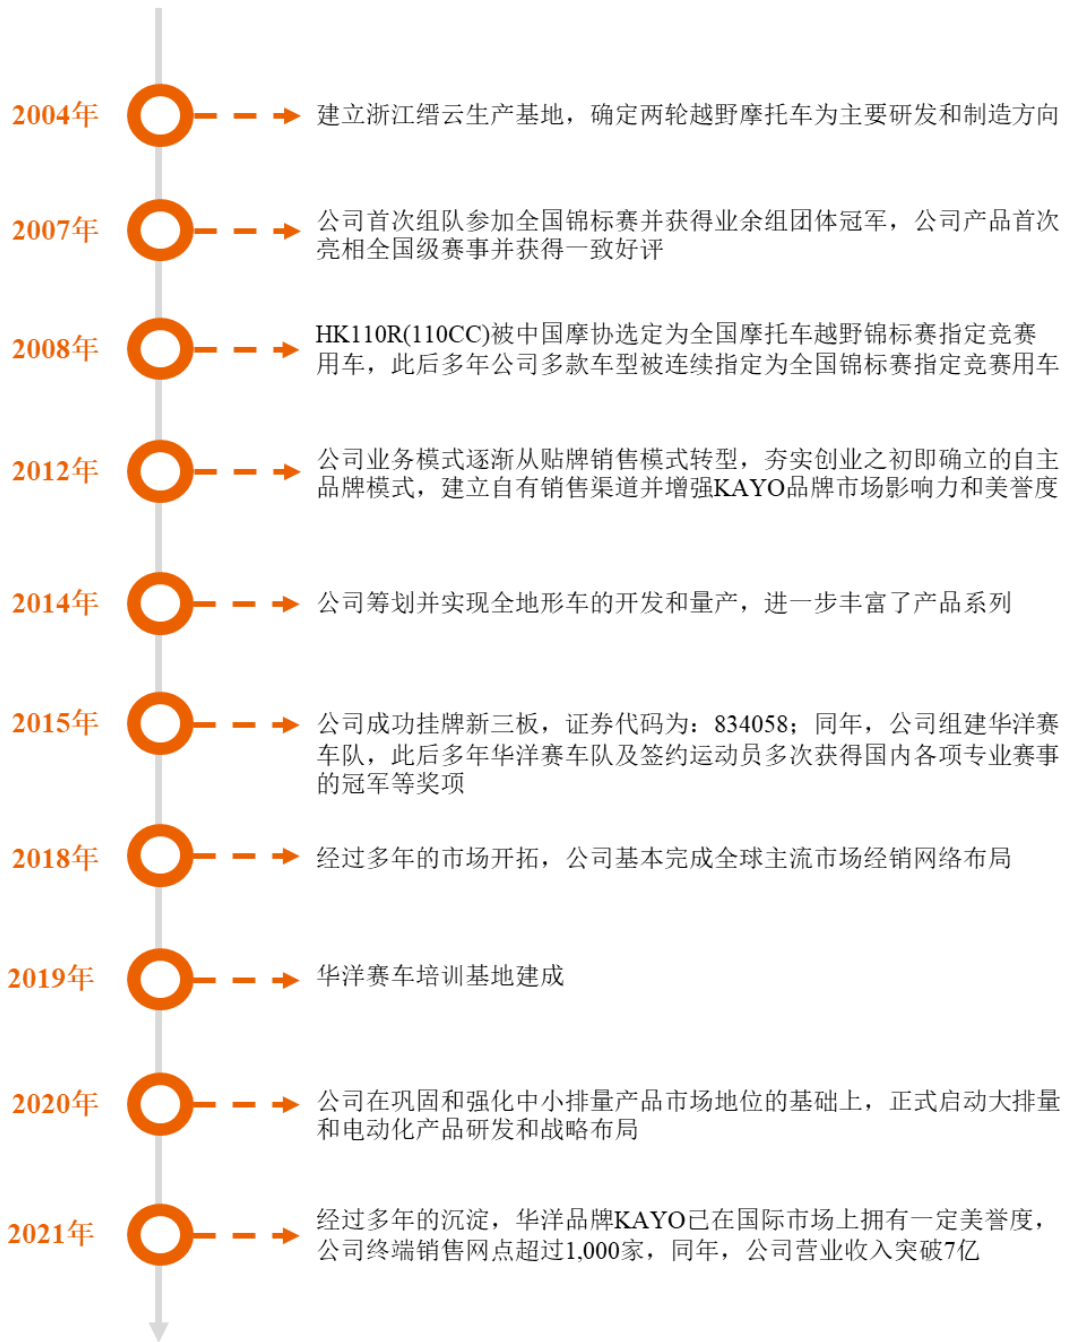 2004年
建立浙江缙云生产基地，确定两轮越野摩托车为主要研发和制造方向
2007年
公司首次组队参加全国锦标赛并获得业余组团体冠军，公司产品首次
亮相全国级赛事并获得一致好评
2008年
HK110R(110CC)被中国摩协选定为全国摩托车越野锦标赛指定竞赛
用车，此后多年公司多款车型被连续指定为全国锦标赛指定竞赛用车
2012年
公司业务模式逐渐从贴牌销售模式转型，夯实创业之初即确立的自主
品牌模式，建立自有销售渠道并增强KAYO品牌市场影响力和美誉度
2014年
公司筹划并实现全地形车的开发和量产，进一步丰富了产品系列
2015年
公司成功挂牌新三板，证券代码为：834058；同年，公司组建华洋赛
车队，此后多年华洋赛车队及签约运动员多次获得国内各项专业赛事
的冠军等奖项
2018年
经过多年的市场开拓，公司基本完成全球主流市场经销网络布局
2019年
华洋赛车培训基地建成
2020年
公司在巩固和强化中小排量产品市场地位的基础上，正式启动大排量
和电动化产品研发和战略布局
2021年
经过多年的沉淀，华洋品牌KAYO已在国际市场上拥有一定美誉度，
公司终端销售网点超过1,000家，同年，公司营业收入突破7亿